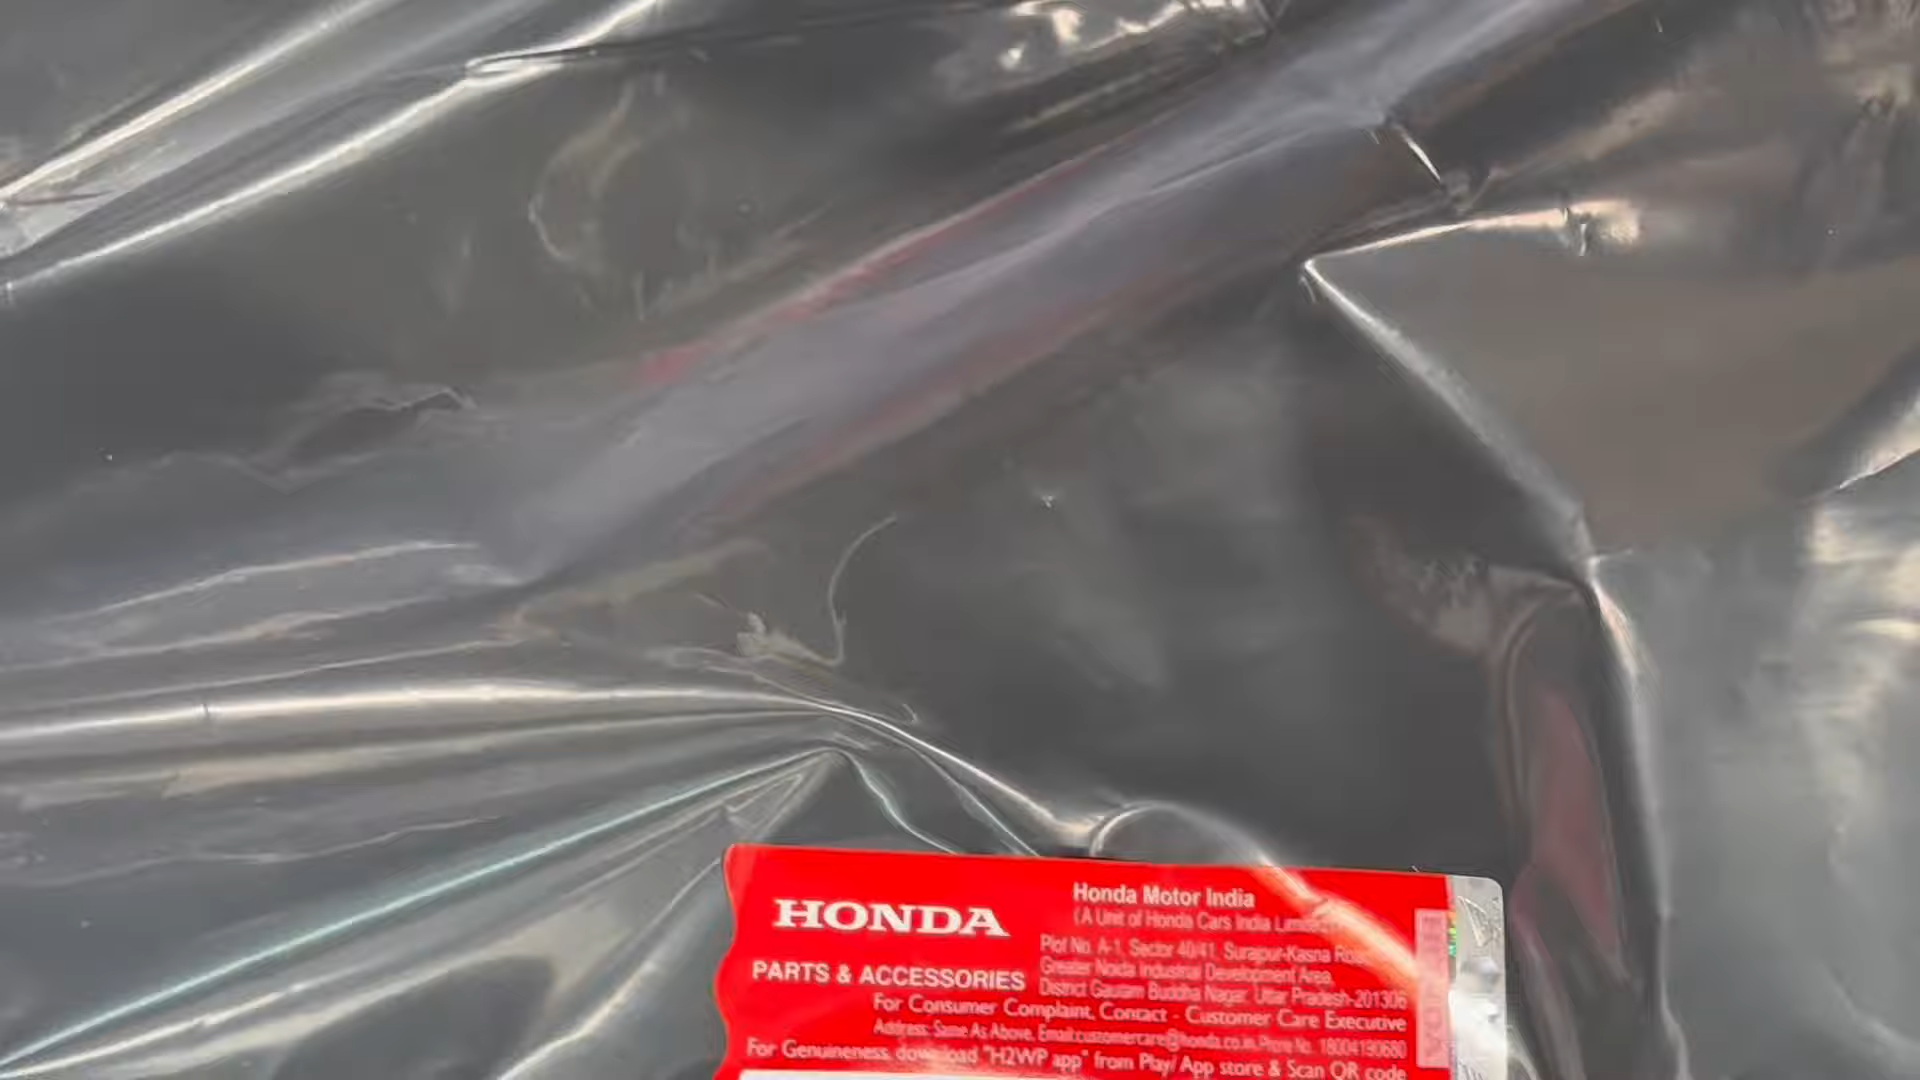 HONDA
PARTS & ACCESSORIES
Honda Motor India
(A Unit of Honda Cars India
Plot No. A-1, Sector 40/41, Surajpur-Kasna
Greater Noida Industrial Development Area,
District Gautam Buddha Nagar, Uttar Pradesh-201306
For Consumer Complaint, Contact - Customer Care Executive
Address: Same As Above, Email:customercare@honda.co.in, Phone No. 18004190680
For Genuineness, download "H2WP app" from Play/ App store & Scan QR code
HONDA